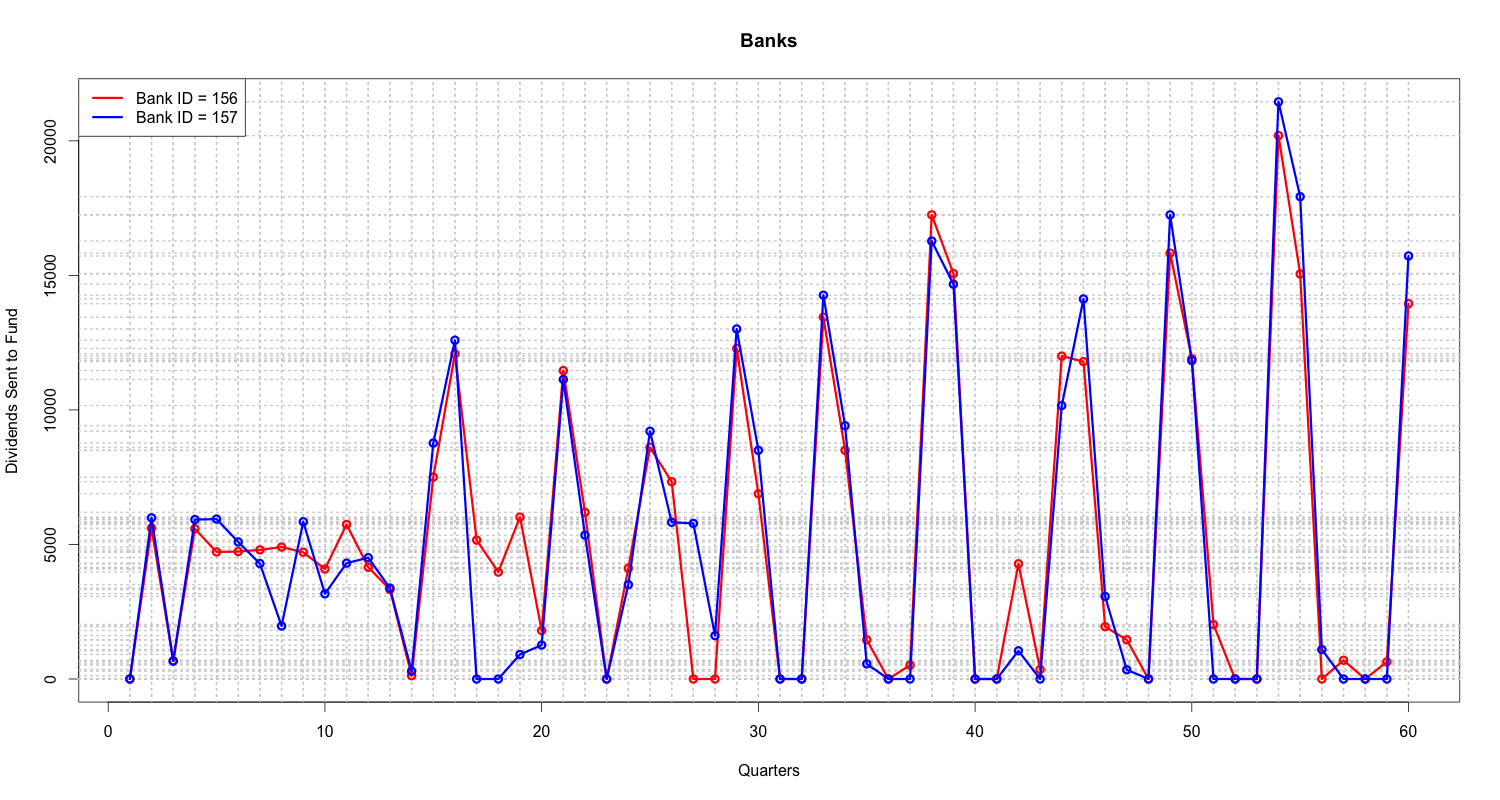 Banks
Bank ID = 156
Bank ID = 157
Dividends Sent to Fund
20000
15000
10000
5000
0
0 10 20 30 40 50 60
Quarters